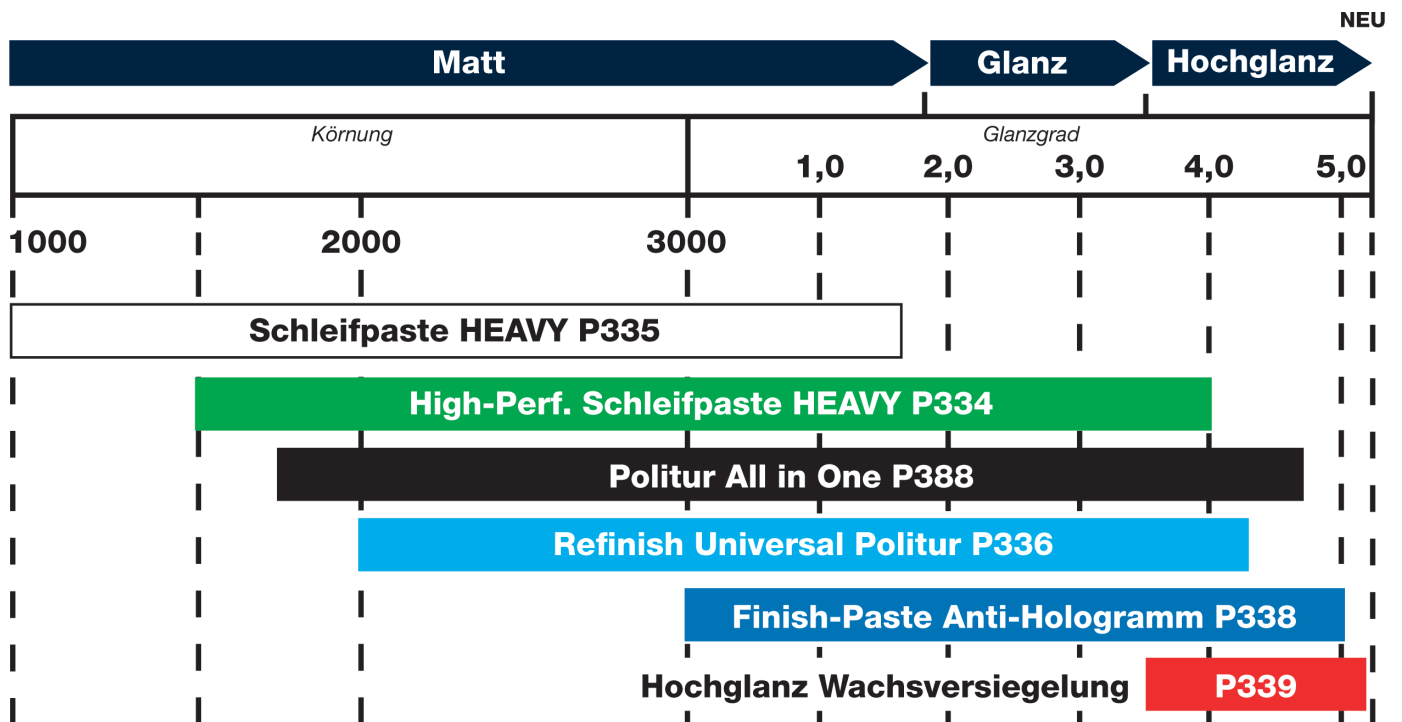 NEU
Matt Glanz Hochglanz
Körnung Glanzgrad
1,0 2,0 3,0 4,0 5,0
1000 2000 3000
Schleifpaste HEAVY P335
High-Perf. Schleifpaste HEAVY P334
Politur All in One P388
Refinish Universal Politur P336
Finish-Paste Anti-Hologramm P338
Hochglanz Wachsversiegelung P339